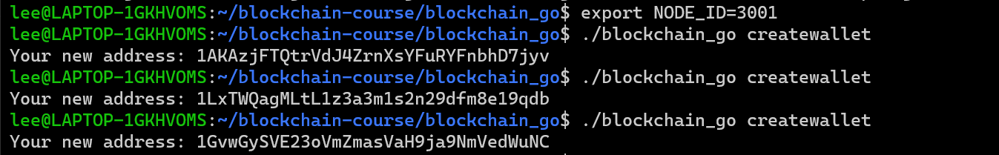 lee@LAPTOP-1GKHVOMS:~/blockchain-course/blockchain_go$ export NODE_ID=3001
lee@LAPTOP-1GKHVOMS:~/blockchain-course/blockchain_go$ ./blockchain_go createwallet
Your new address: 1AKAzjFTQtrVdJ4ZrnXsYFuRYFnbhD7jyv
lee@LAPTOP-1GKHVOMS:~/blockchain-course/blockchain_go$ ./blockchain_go createwallet
Your new address: 1LxTWQagMLtL1z3a3m1s2n29dfm8e19qdb
lee@LAPTOP-1GKHVOMS:~/blockchain-course/blockchain_go$ ./blockchain_go createwallet
Your new address: 1GvwGySVE23oVmZmasVaH9ja9NmVedWuNC